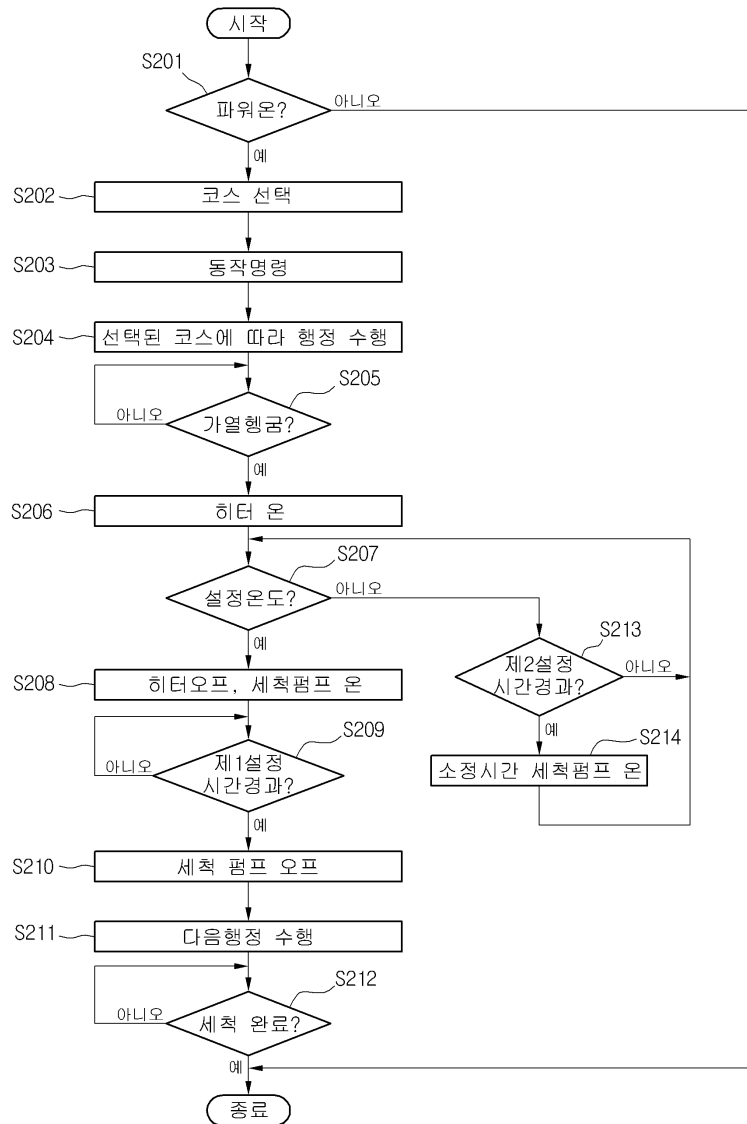 시작
S201
파워온?
아니오
예
S202
코스 선택
S203
동작명령
S204
선택된 코스에 따라 행정 수행
S205
아니오
가열헹굼?
예
S206
히터 온
S207
설정온도?
아니오
예
S213
제2설정
시간경과?
아니오
예
S208
히터오프, 세척펌프 온
S209
아니오
제1설정
시간경과?
예
S214
소정시간 세척펌프 온
S210
세척 펌프 오프
S211
다음행정 수행
S212
아니오
세척 완료?
예
종료